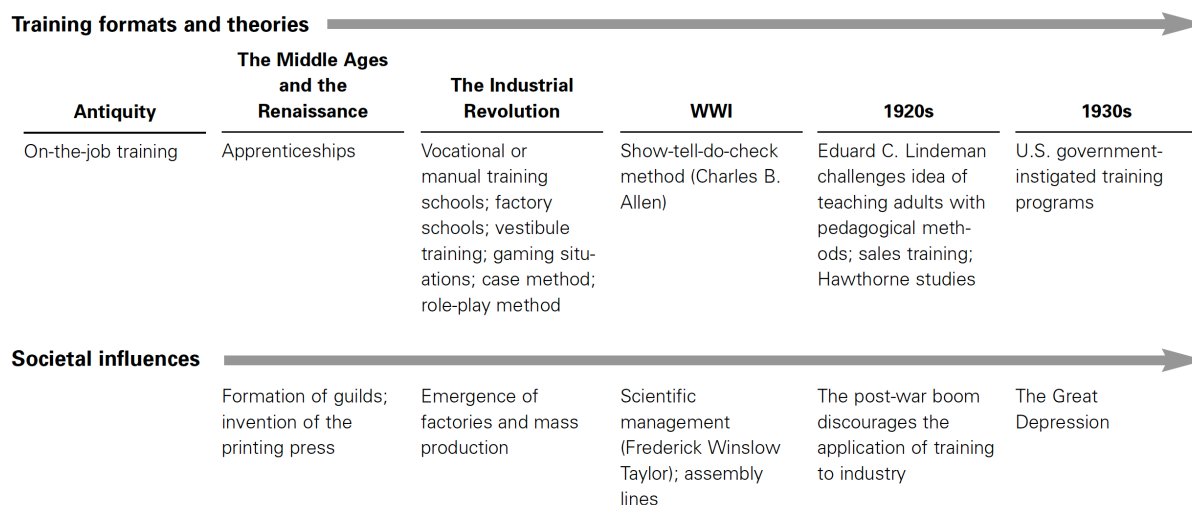 Training formats and theories
Antiquity
On-the-job training
The Middle Ages
and the
Renaissance
Apprenticeships
The Industrial
Revolution
Vocational or
manual training
schools; factory
schools; vestibule
training; gaming situ-
ations; case method;
role-play method
WWI
Show-tell-do-check
method (Charles B.
Allen)
1920s
Eduard C. Lindeman
challenges idea of
teaching adults with
pedagogical meth-
ods; sales training;
Hawthorne studies
1930s
U.S. government-
instigated training
programs
Societal influences
Formation of guilds;
invention of the
printing press
Emergence of
factories and mass
production
Scientific
management
(Frederick Winslow
Taylor); assembly
lines
The post-war boom
discourages the
application of training
to industry
The Great
Depression